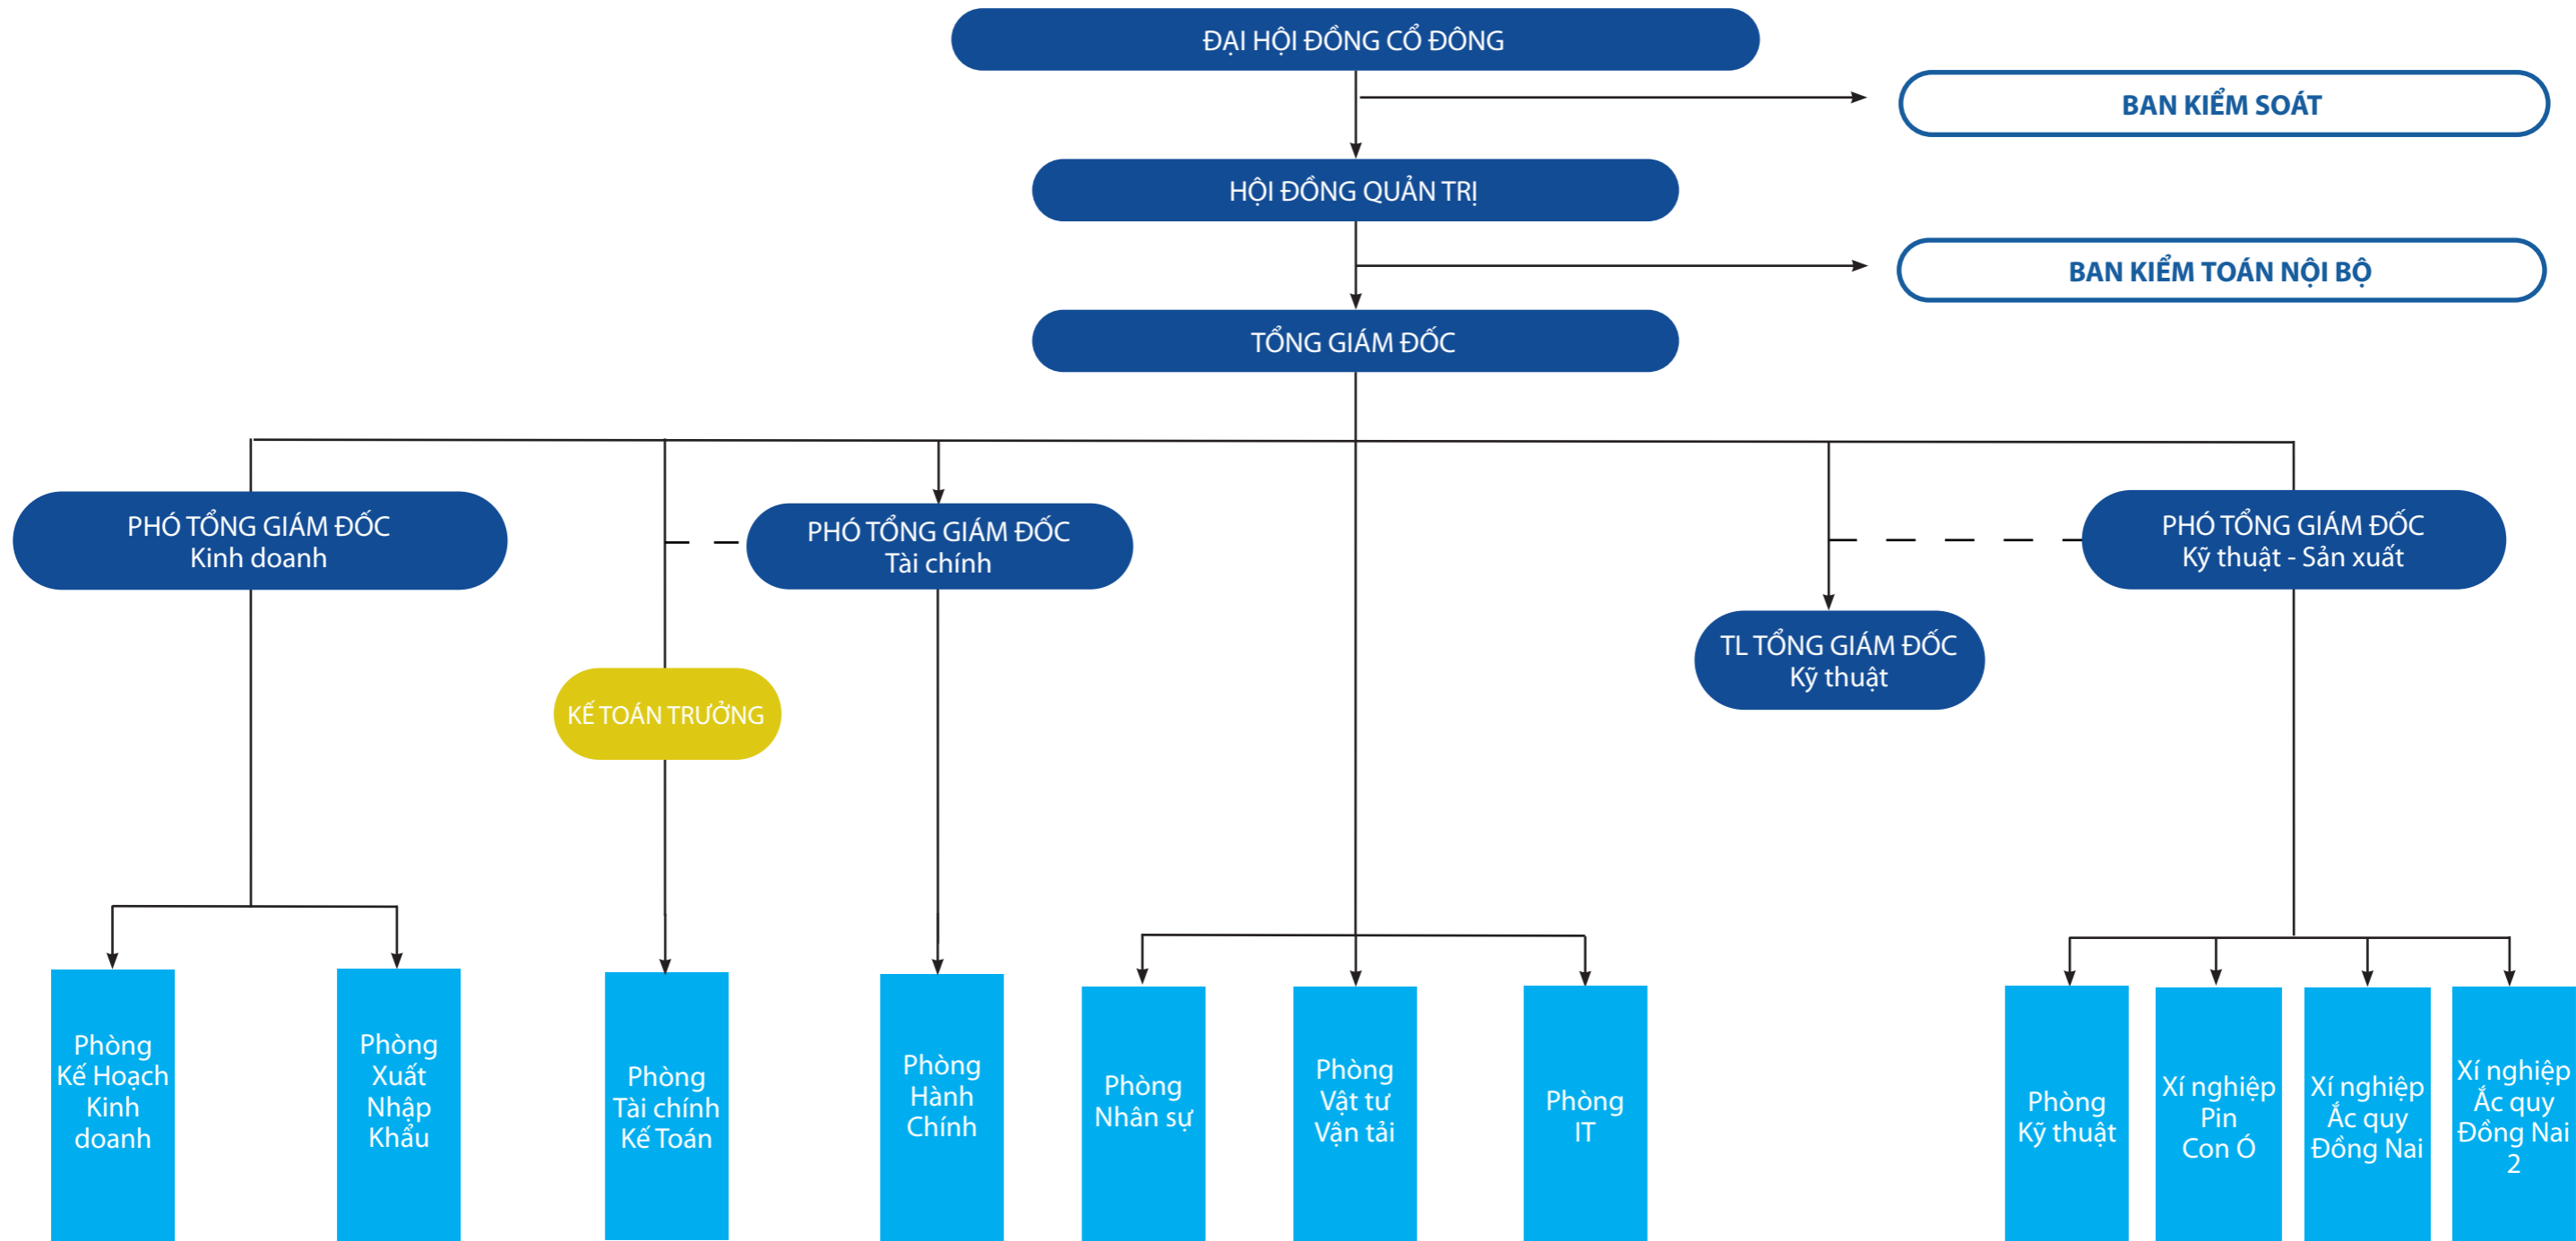 ĐẠI HỘI ĐỒNG CỔ ĐÔNG
BAN KIỂM SOÁT
HỘI ĐỒNG QUẢN TRỊ
BAN KIỂM TOÁN NỘI BỘ
TỔNG GIÁM ĐỐC
PHÓ TỔNG GIÁM ĐỐC
Kinh doanh
PHÓ TỔNG GIÁM ĐỐC
Tài chính
PHÓ TỔNG GIÁM ĐỐC
Kỹ thuật - Sản xuất
TL TỔNG GIÁM ĐỐC
Kỹ thuật
KẾ TOÁN TRƯỞNG
Phòng
Kế Hoạch
Kinh
doanh
Phòng
Xuất
Nhập
Khẩu
Phòng
Tài chính
Kế Toán
Phòng
Hành
Chính
Phòng
Nhân sự
Phòng
Vật tư
Vận tải
Phòng
IT
Phòng
Kỹ thuật
Xí nghiệp
Pin
Con Ó
Xí nghiệp
Ắc quy
Đồng Nai
Xí nghiệp
Ắc quy
Đồng Nai
2